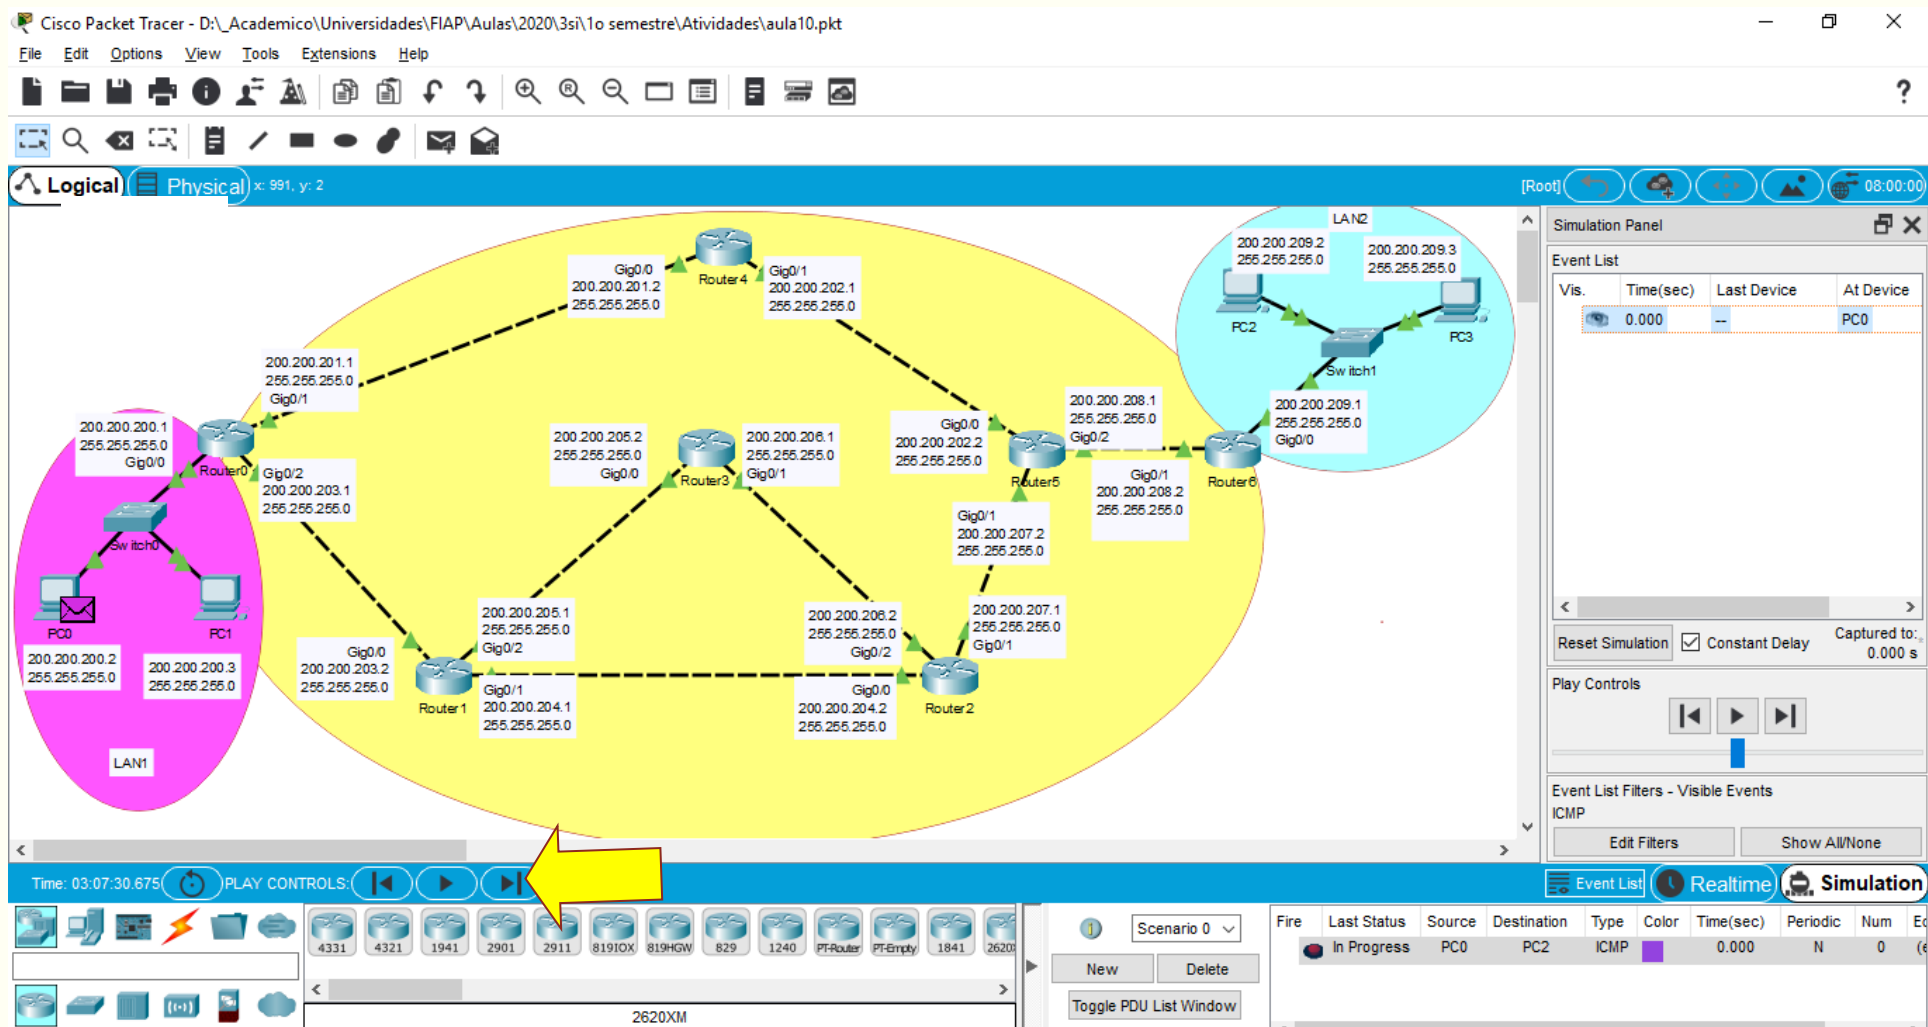 Cisco Packet Tracer - D:\_Academico\Universidades\FIAP\Aulas\2020\3si\1o semestre\Atividades\aula10.pkt
File Edit Options View Tools Extensions Help
Logical Physical x: 991, y: 2
[Root] 08:00:00
Router4
Gig0/0
200.200.201.2
255.255.255.0
Gig0/1
200.200.202.1
255.255.255.0
LAN2
200.200.209.2
255.255.255.0
200.200.209.3
255.255.255.0
PC2
PC3
Switch1
200.200.201.1
255.255.255.0
Gig0/1
200.200.200.1
255.255.255.0
Gig0/0
Router0
Gig0/2
200.200.203.1
255.255.255.0
200.200.205.2
255.255.255.0
Gig0/0
Router3
200.200.206.1
255.255.255.0
Gig0/1
Gig0/0
200.200.202.2
255.255.255.0
Router5
200.200.208.1
255.255.255.0
Gig0/2
Gig0/1
200.200.208.2
255.255.255.0
Router6
200.200.209.1
255.255.255.0
Gig0/0
Gig0/1
200.200.207.2
255.255.255.0
Switch0
PC0
PC1
200.200.200.2
255.255.255.0
200.200.200.3
255.255.255.0
LAN1
Gig0/0
200.200.203.2
255.255.255.0
200.200.205.1
255.255.255.0
Gig0/2
Router1
Gig0/1
200.200.204.1
255.255.255.0
200.200.206.2
255.255.255.0
Gig0/2
200.200.207.1
255.255.255.0
Gig0/1
Gig0/0
200.200.204.2
255.255.255.0
Router2
Simulation Panel
Event List
Vis. Time(sec) Last Device At Device
0.000 -- PC0
Reset Simulation Constant Delay Captured to:
0.000 s
Play Controls
Event List Filters - Visible Events
ICMP
Edit Filters Show All/None
Time: 03:07:30.675 PLAY CONTROLS:
Event List Realtime Simulation
4331 4321 1941 2901 2911 819IOX 819HGW 829 1240 PT-Router PT-Empty 1841 2620
2620XM
Scenario 0
New Delete
Toggle PDU List Window
Fire Last Status Source Destination Type Color Time(sec) Periodic Num
In Progress PC0 PC2 ICMP 0.000 N 0